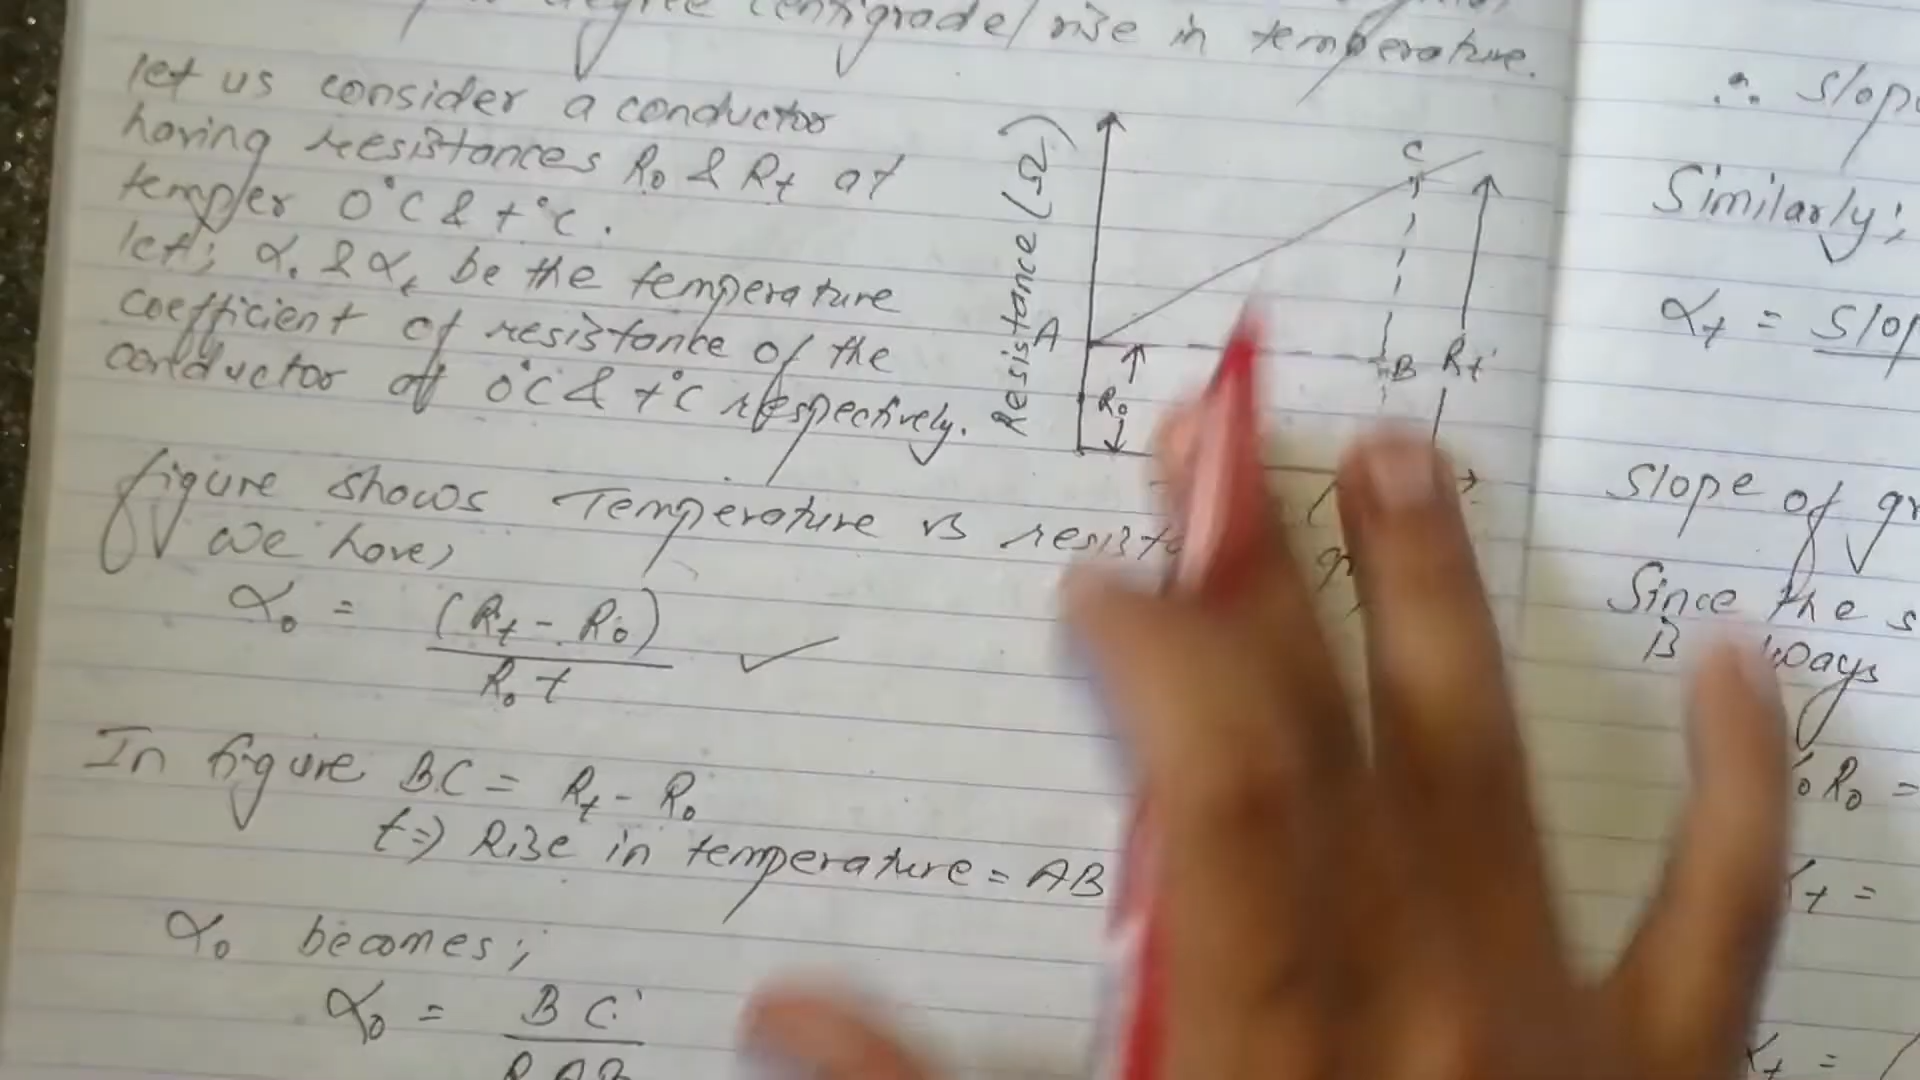 degree centigrade/rise in temperature.
let us consider a conductor
having resistances R₀ & Rt at
temper 0°C & t°C.
let; α₀ & αt be the temperature
coefficient of resistance of the
conductor at 0°C & t°C respectively.
figure shows Temperature vs
We have,
α₀ = (Rt - R₀)
R₀ t
In figure BC = Rt - R₀
t => Rise in temperature = AB
α₀ becomes;
α₀ = BC
Resistance (Ω)
C
A
B
Rt
R₀
∴
Similarly;
αt =
Slope of
Since the
ways
R₀ =
t =
t =